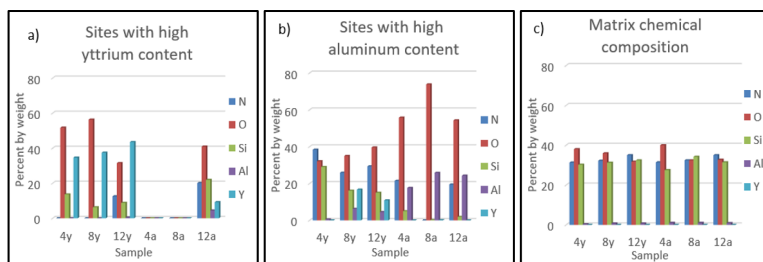 a)
Sites with high
yttrium content
80
60
40
20
0
Percent by weight
4y 8y 12y 4a 8a 12a
Sample
N
O
Si
Al
Y
b)
Sites with high
aluminum content
80
60
40
20
0
Percent by weight
4y 8y 12y 4a 8a 12a
Sample
N
O
Si
Al
Y
c)
Matrix chemical
composition
80
60
40
20
0
Percent by weight
4y 8y 12y 4a 8a 12a
Sample
N
O
Si
Al
Y